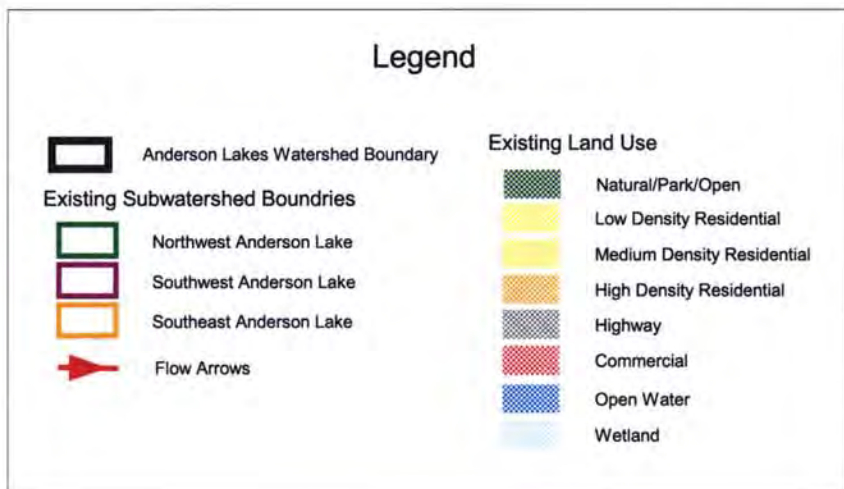 Legend
Anderson Lakes Watershed Boundary
Existing Subwatershed Boundries
Northwest Anderson Lake
Southwest Anderson Lake
Southeast Anderson Lake
Flow Arrows
Existing Land Use
Natural/Park/Open
Low Density Residential
Medium Density Residential
High Density Residential
Highway
Commercial
Open Water
Wetland